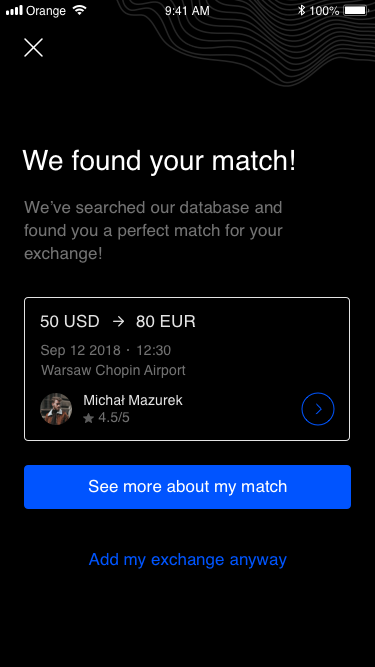 Orange 9:41 AM 100%
We found your match!
We’ve searched our database and
found you a perfect match for your
exchange!
50 USD → 80 EUR
Sep 12 2018 · 12:30
Warsaw Chopin Airport
Michał Mazurek
4.5/5
See more about my match
Add my exchange anyway